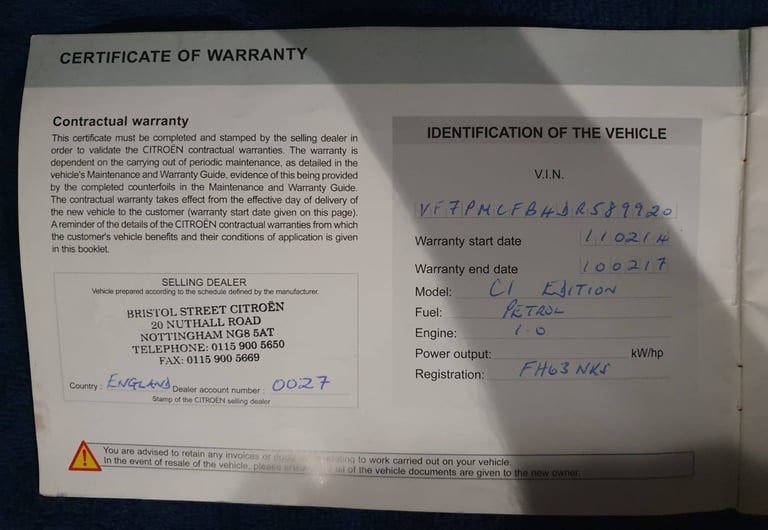 CERTIFICATE OF WARRANTY
Contractual warranty
This certificate must be completed and stamped by the selling dealer in
order to validate the CITROËN contractual warranties. The warranty is
dependent on the carrying out of periodic maintenance, as detailed in the
vehicle's Maintenance and Warranty Guide, evidence of this being provided
by the completed counterfoils in the Maintenance and Warranty Guide.
The contractual warranty takes effect from the effective day of delivery of
the new vehicle to the customer (warranty start date given on this page).
A reminder of the details of the CITROËN contractual warranties from which
the customer's vehicle benefits and their conditions of application is given
in this booklet.
SELLING DEALER
Vehicle prepared according to the schedule defined by the manufacturer.
BRISTOL STREET CITROËN
20 NUTHALL ROAD
NOTTINGHAM NG8 5AT
TELEPHONE: 0115 900 5650
FAX: 0115 900 5669
Country : ENGLAND Dealer account number : 0027
Stamp of the CITROËN selling dealer
IDENTIFICATION OF THE VEHICLE
V.I.N.
VF7PMCFBHDR589920
Warranty start date 110214
Warranty end date 100217
Model: C1 EDITION
Fuel: PETROL
Engine: 1.0
Power output: kW/hp
Registration: FH63 NKS
You are advised to retain any invoices or relating to work carried out on your vehicle.
In the event of resale of the vehicle, please all of the vehicle documents are given to the new owner.